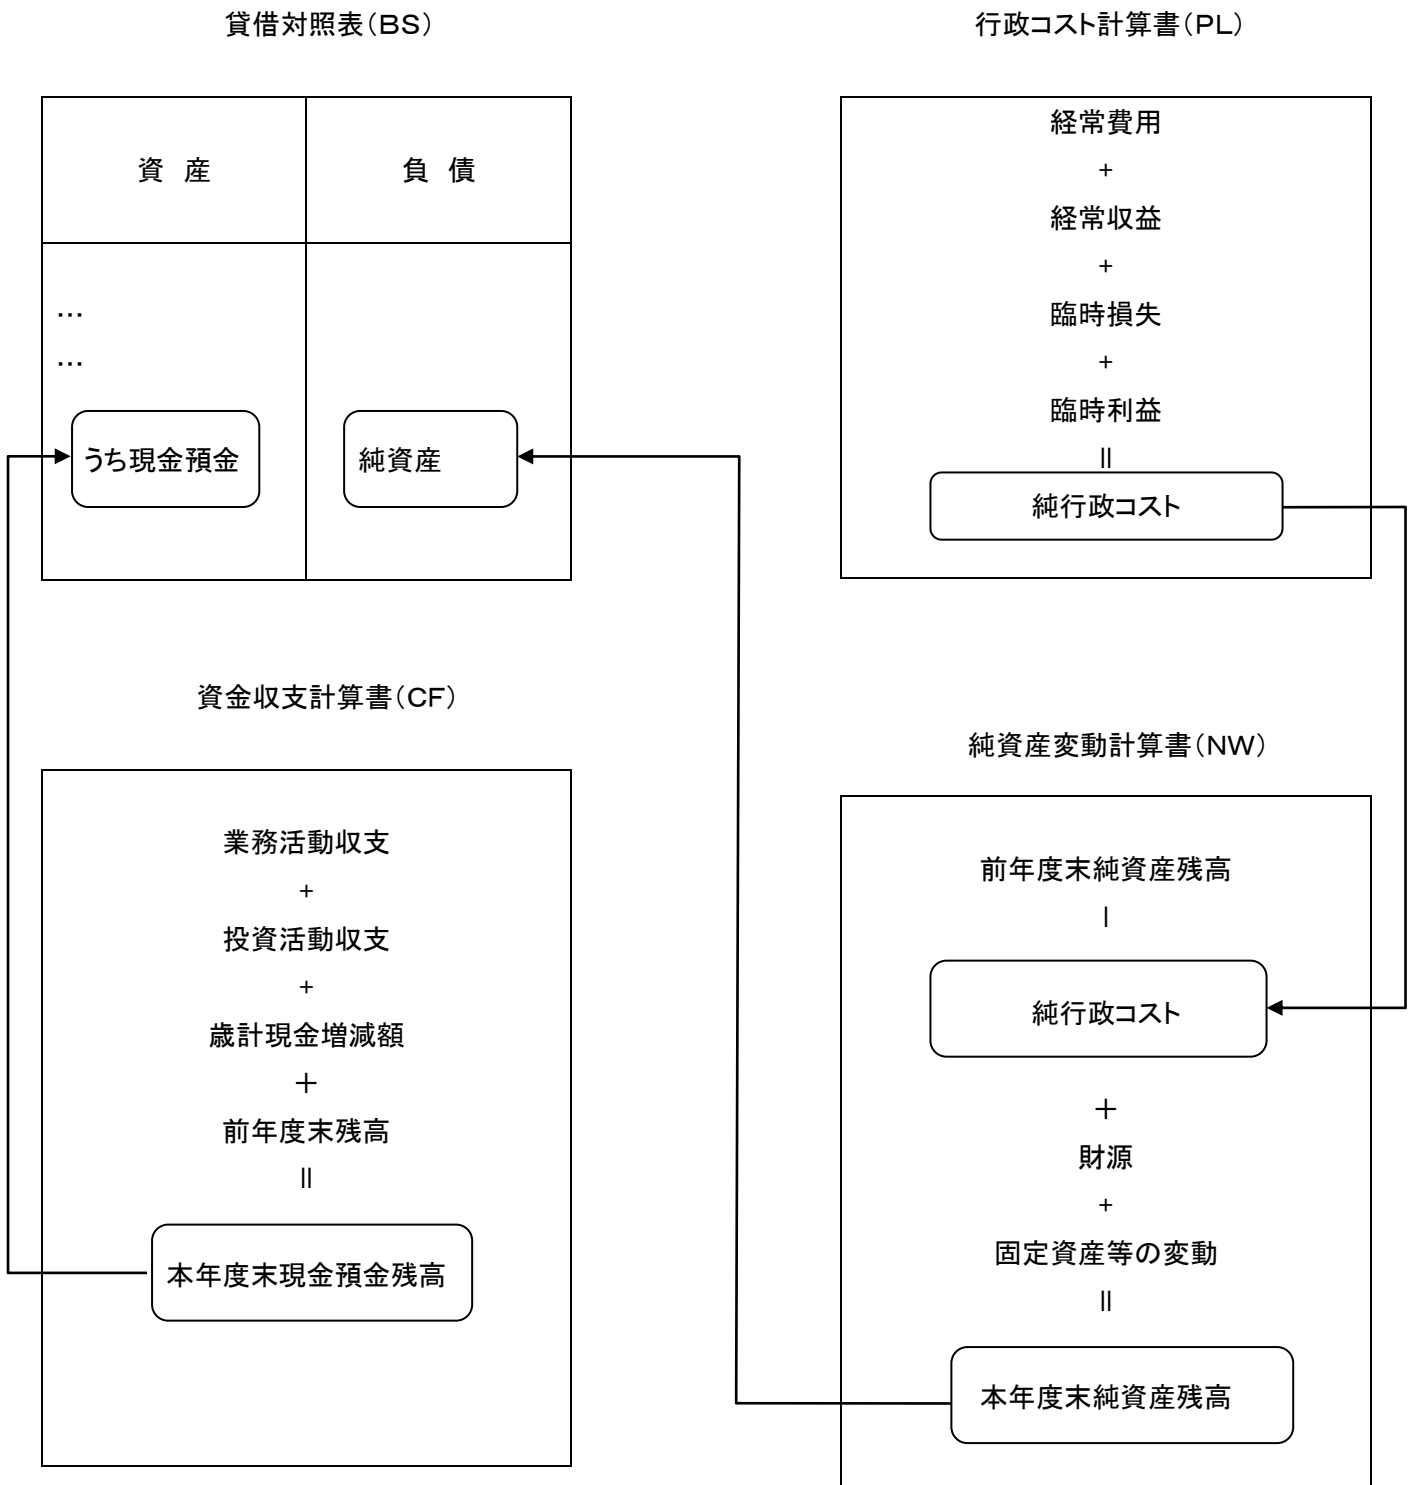 貸借対照表(BS)
資　産
負　債
…
…
うち現金預金
純資産
行政コスト計算書(PL)
経常費用
+
経常収益
+
臨時損失
+
臨時利益
||
純行政コスト
資金収支計算書(CF)
業務活動収支
+
投資活動収支
+
歳計現金増減額
＋
前年度末残高
||
本年度末現金預金残高
純資産変動計算書(NW)
前年度末純資産残高
|
純行政コスト
＋
財源
+
固定資産等の変動
||
本年度末純資産残高